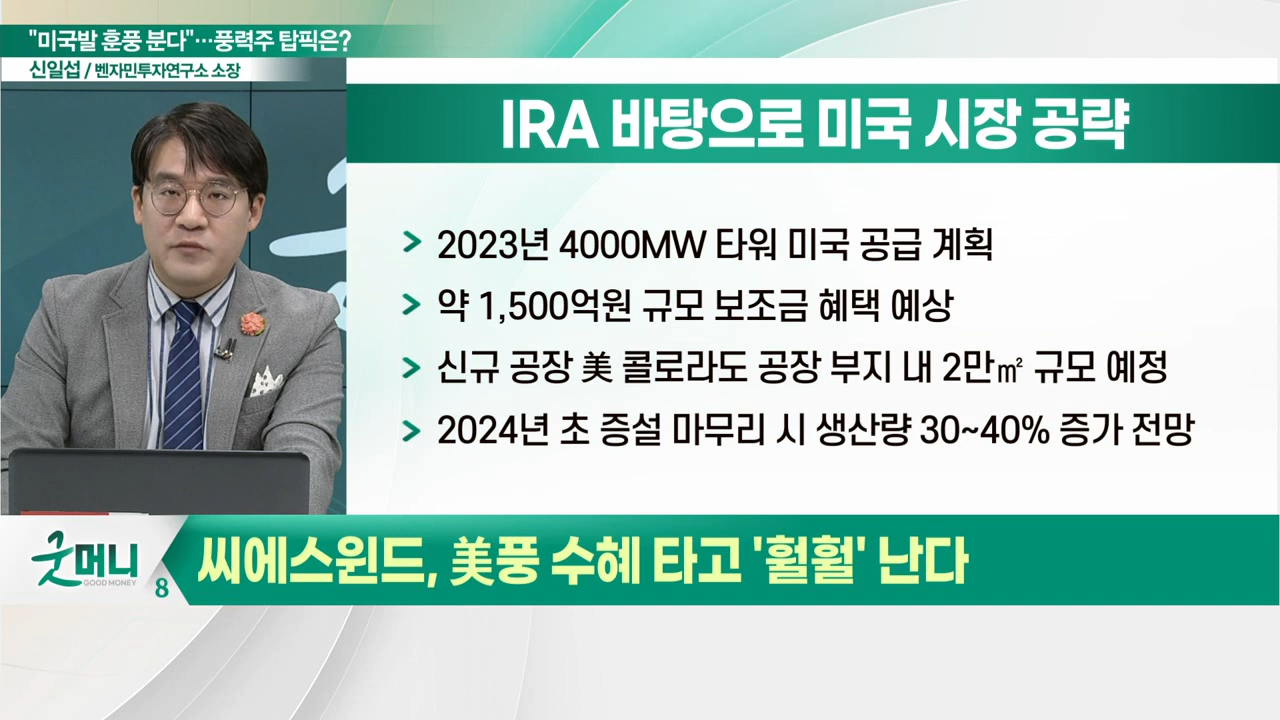 "미국발 훈풍 분다"…풍력주 탑픽은?
신일섭 / 벤자민투자연구소 소장
IRA 바탕으로 미국 시장 공략
> 2023년 4000MW 타워 미국 공급 계획
> 약 1,500억원 규모 보조금 혜택 예상
> 신규 공장 美 콜로라도 공장 부지 내 2만㎡ 규모 예정
> 2024년 초 증설 마무리 시 생산량 30~40% 증가 전망
굿머니
GOOD MONEY
8
씨에스윈드, 美풍 수혜 타고 '훨훨' 난다